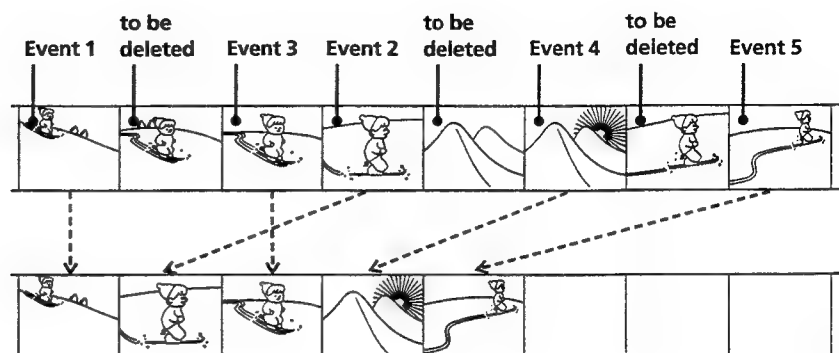 Event 1
to be
deleted
Event 3
Event 2
to be
deleted
Event 4
to be
deleted
Event 5